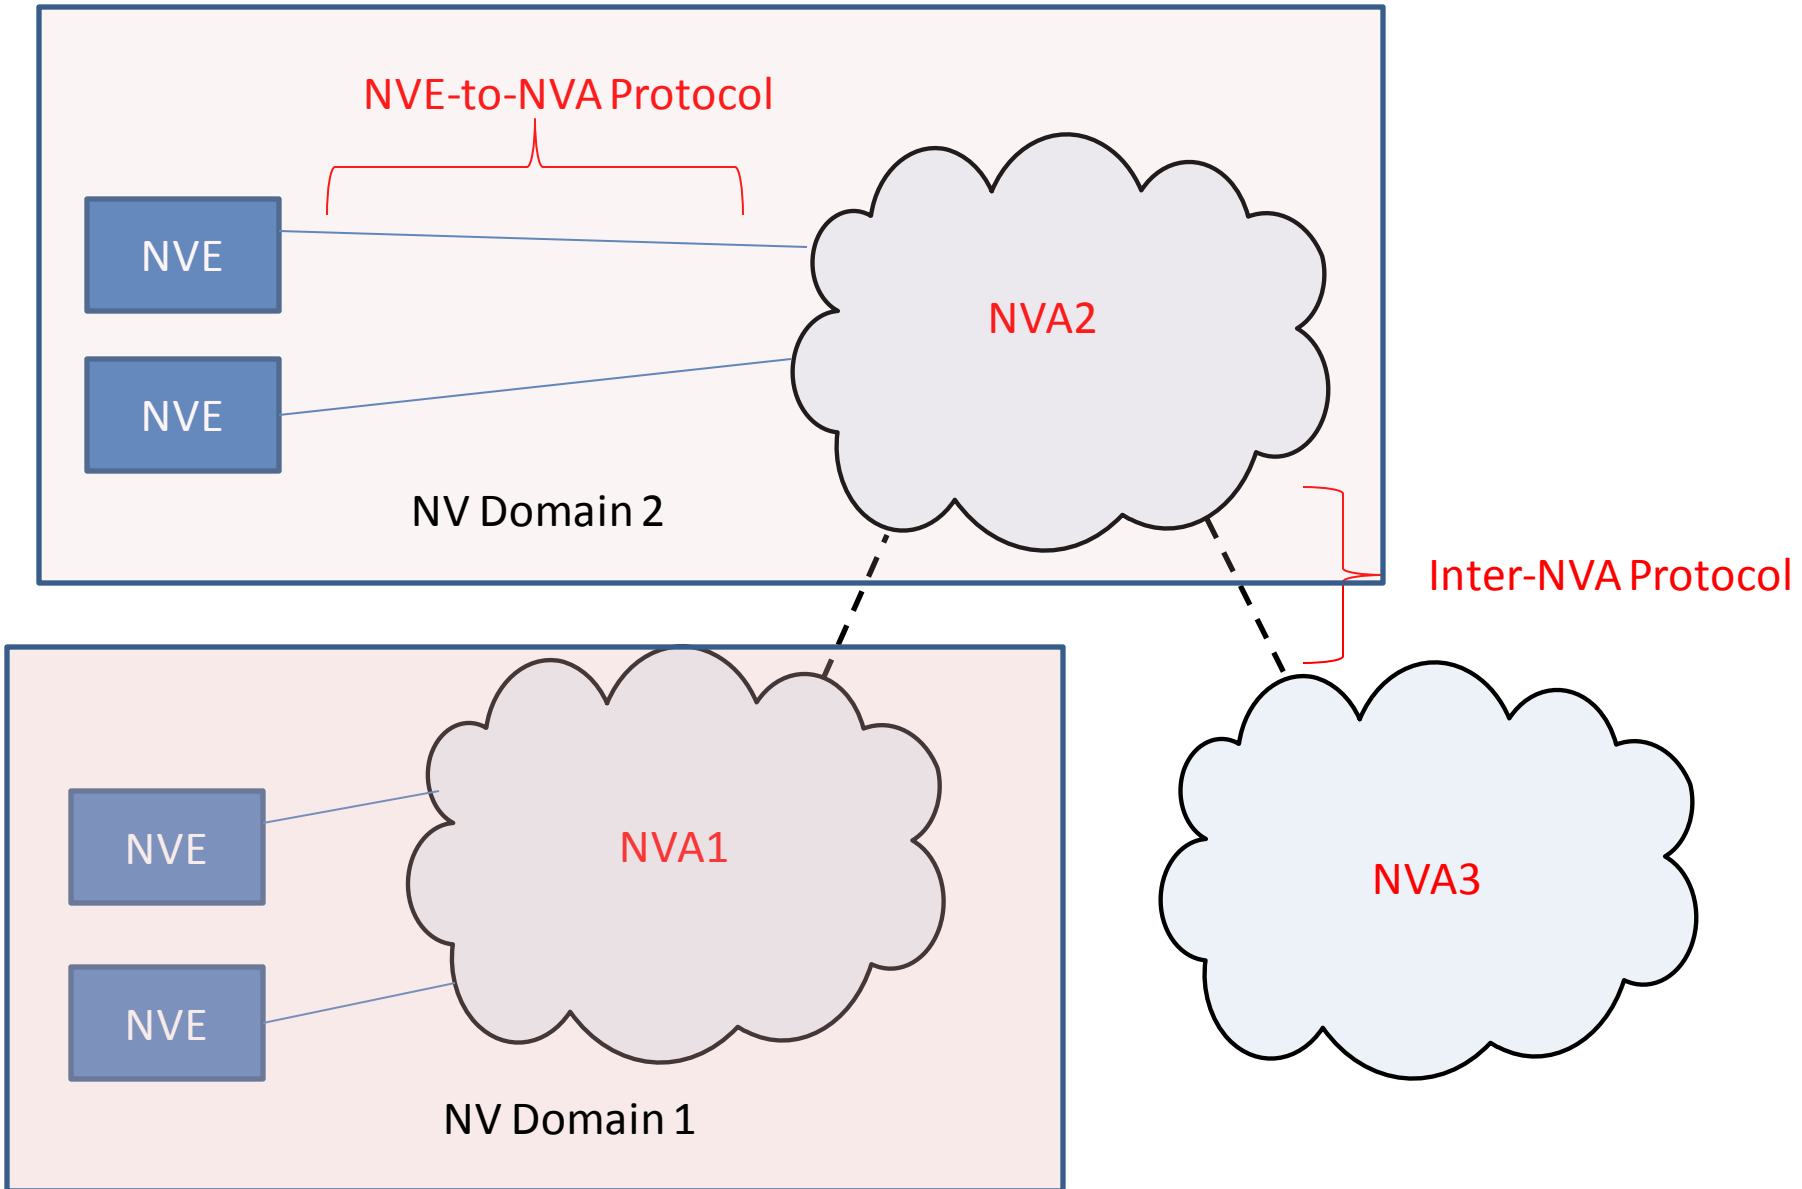 NVE-to-NVA Protocol
NVE
NVA2
NVE
NV Domain 2
Inter-NVA Protocol
NVE
NVA1
NVA3
NVE
NV Domain 1